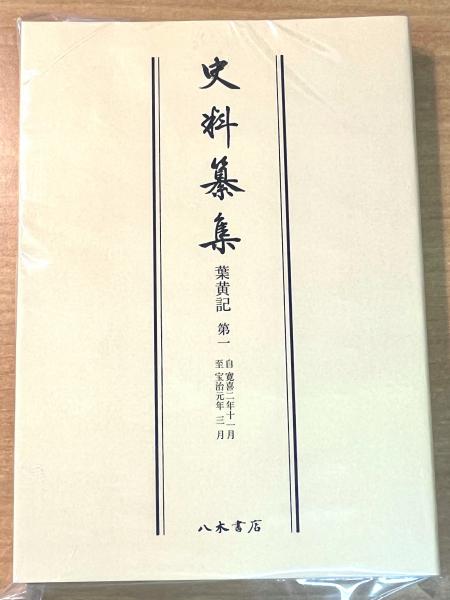 史料纂集
葉黄記 第一
自 寛喜二年十一月
至 宝治元年 三 月
八木書店